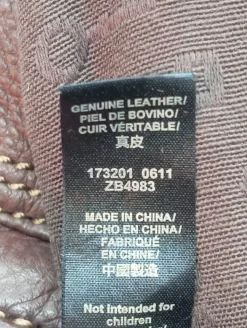 GENUINE LEATHER/
PIEL DE BOVINO/
CUIR VÉRITABLE/
真皮
173201 0611
ZB4983
MADE IN CHINA/
HECHO EN CHINA/
FABRIQUÉ
EN CHINE/
中國製造
Not intended for
children